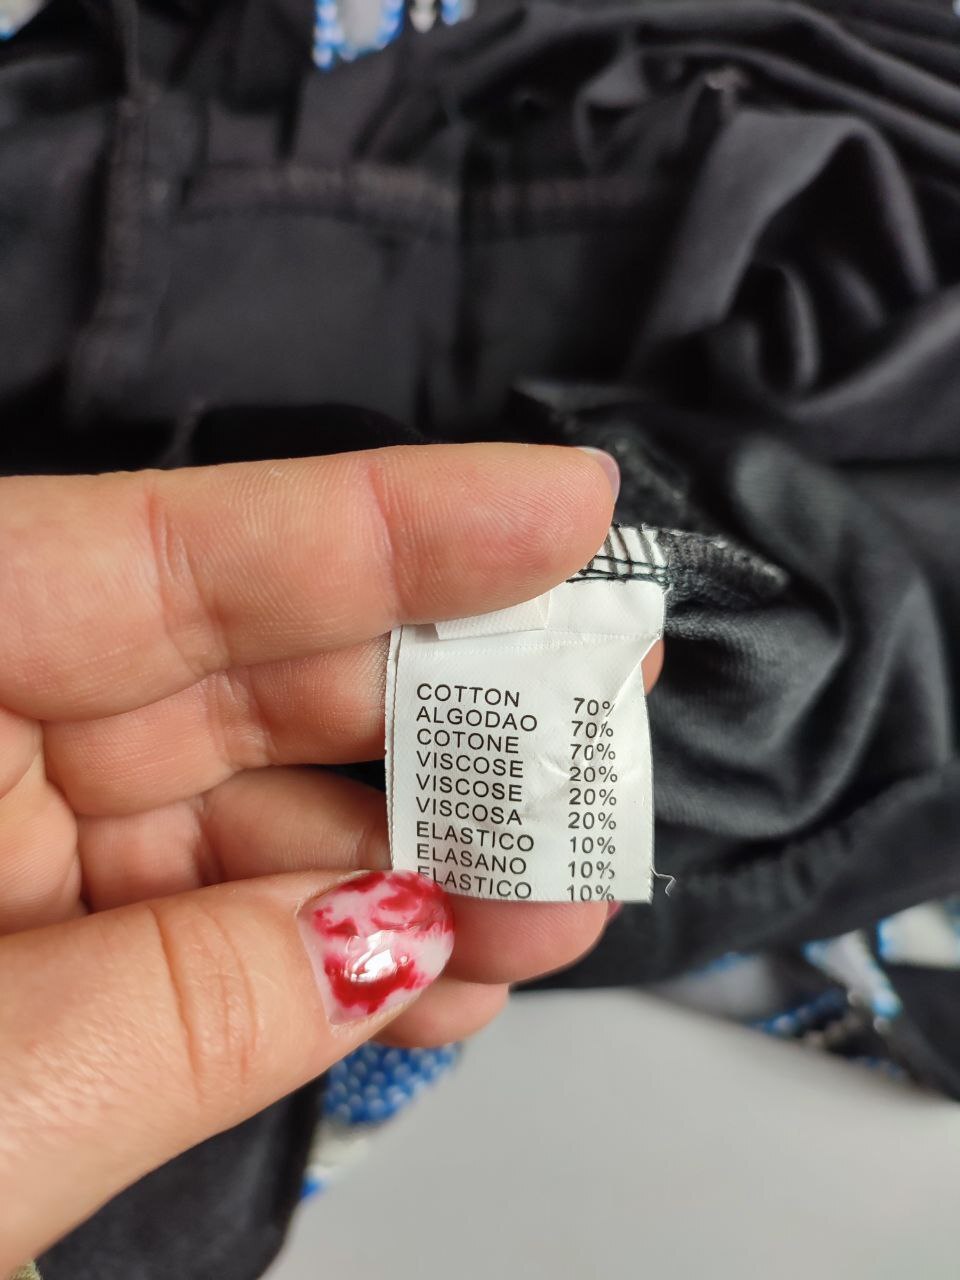 COTTON 70%
ALGODAO 70%
COTONE 70%
VISCOSE 20%
VISCOSE 20%
VISCOSA 20%
ELASTICO 10%
ELASANO 10%
ELASTICO 10%